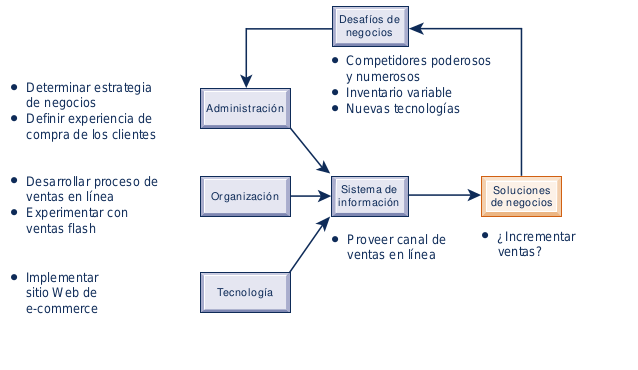 Desafíos de
negocios
Competidores poderosos
y numerosos
Inventario variable
Nuevas tecnologías
Determinar estrategia
de negocios
Definir experiencia de
compra de los clientes
Administración
Desarrollar proceso de
ventas en línea
Experimentar con
ventas flash
Organización
Sistema de
información
Soluciones
de negocios
Proveer canal de
ventas en línea
¿Incrementar
ventas?
Implementar
sitio Web de
e-commerce
Tecnología